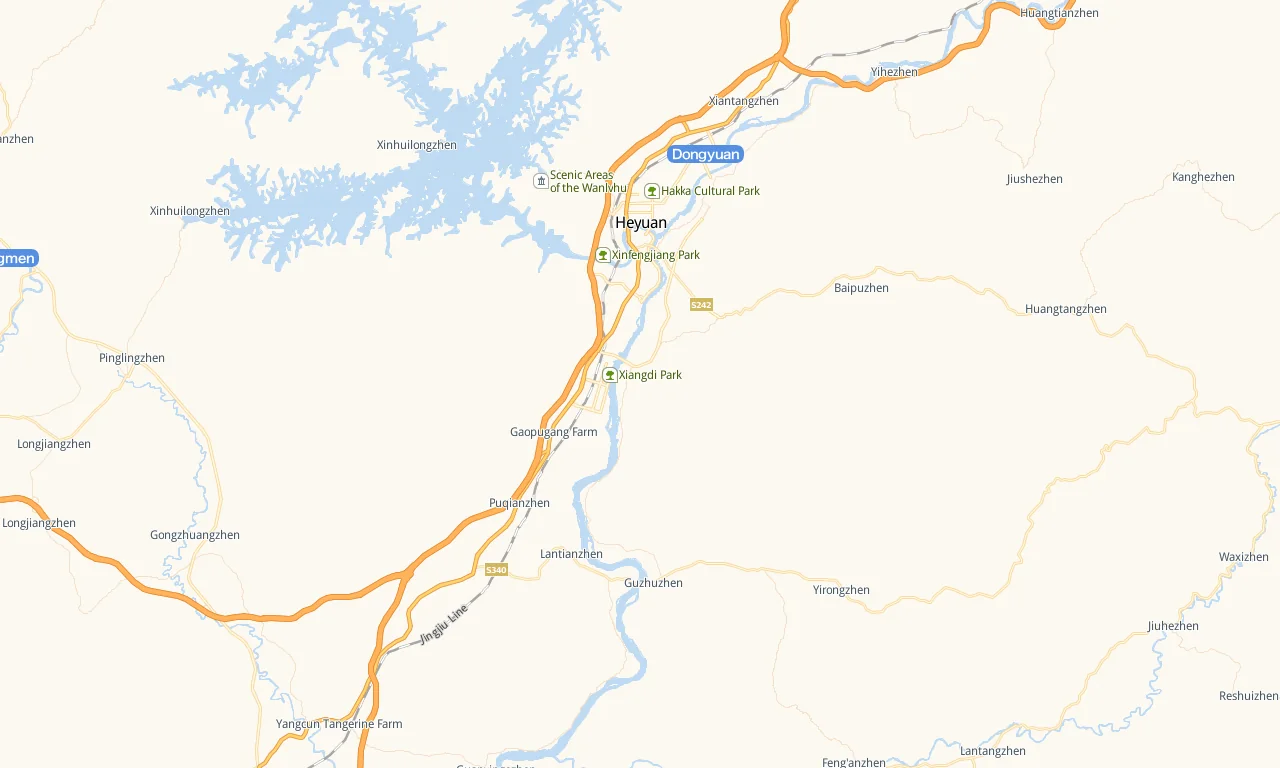 Huangtianzhen
Yihezhen
Xiantangzhen
anzhen
Xinhuilongzhen
Dongyuan
Scenic Areas
of the Wanlvhu
Hakka Cultural Park
Jiushezhen
Kanghezhen
Xinhuilongzhen
Heyuan
gmen
Xinfengjiang Park
Baipuzhen
S242
Huangtangzhen
Pinglingzhen
Xiangdi Park
Gaopugang Farm
Longjiangzhen
Puqianzhen
Longjiangzhen
Gongzhuangzhen
Lantianzhen
Waxizhen
S340
Guzhuzhen
Yirongzhen
Jingjiu Line
Jiuhezhen
Reshuizhen
Yangcun Tangerine Farm
Lantangzhen
Feng'anzhen